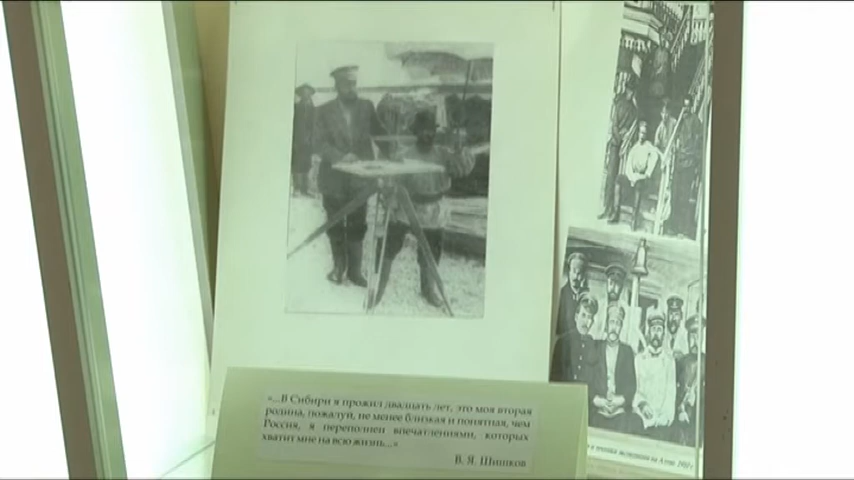 «...В Сибири я прожил двадцать лет, это моя вторая
родина, пожалуй, не менее близкая и понятная, чем
Россия, я переполнен впечатлениями, которых
хватит мне на всю жизнь...»
В. Я. Шишков